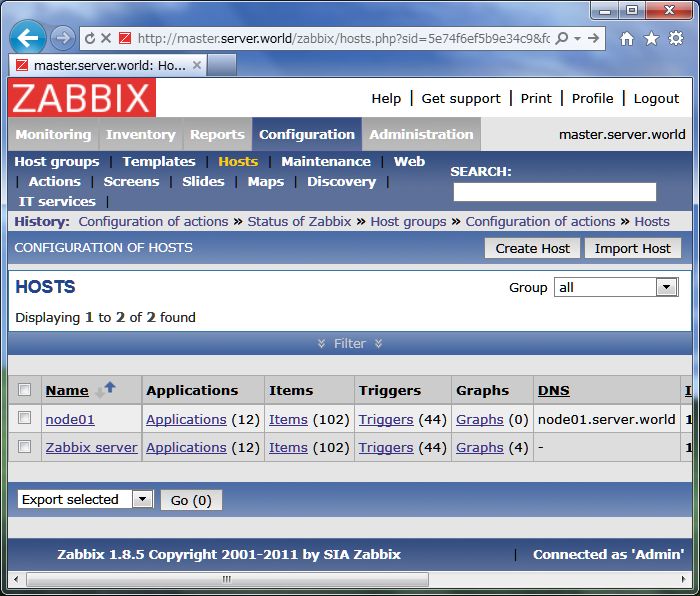 http://master.server.world/zabbix/hosts.php?sid=5e74f6ef5b9e34c9&fc
master.server.world: Ho...
ZABBIX
Help | Get support | Print | Profile | Logout
Monitoring Inventory Reports Configuration Administration master.server.world
Host groups | Templates | Hosts | Maintenance | Web
| Actions | Screens | Slides | Maps | Discovery |
IT services |
SEARCH:
History: Configuration of actions » Status of Zabbix » Host groups » Configuration of actions » Hosts
CONFIGURATION OF HOSTS Create Host Import Host
HOSTS Group all
Displaying 1 to 2 of 2 found
Filter
Name Applications Items Triggers Graphs DNS
node01 Applications (12) Items (102) Triggers (44) Graphs (0) node01.server.world 1
Zabbix server Applications (12) Items (102) Triggers (44) Graphs (4) - 1
Export selected Go (0)
Zabbix 1.8.5 Copyright 2001-2011 by SIA Zabbix | Connected as 'Admin'